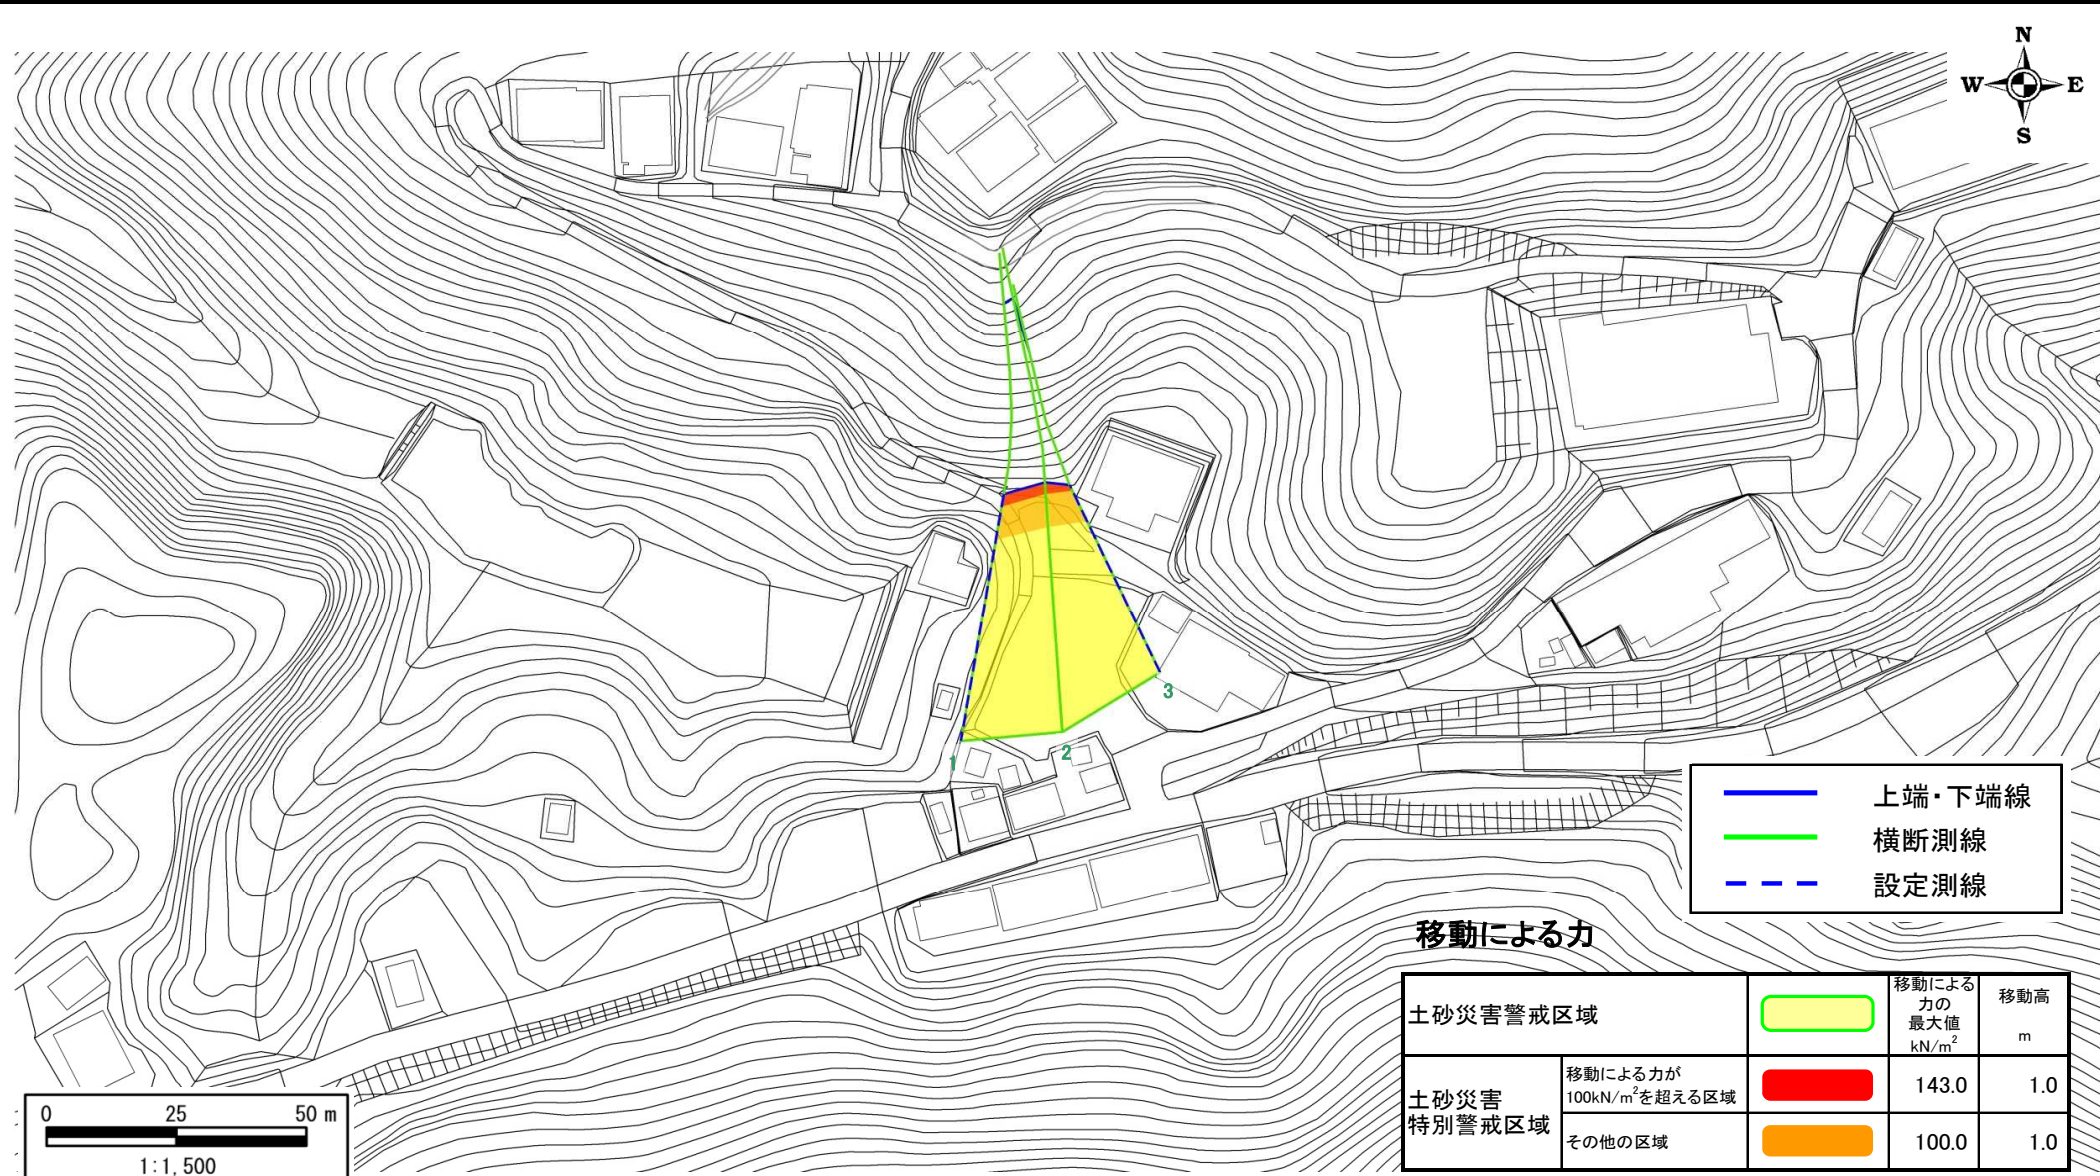 N
W E
S
1
2
3
上端・下端線
横断測線
設定測線
移動による力
土砂災害警戒区域
移動による
力の
最大値
kN/m²
移動高
m
土砂災害
特別警戒区域
移動による力が
100kN/m²を超える区域
143.0 1.0
その他の区域
100.0 1.0
0 25 50 m
1:1,500